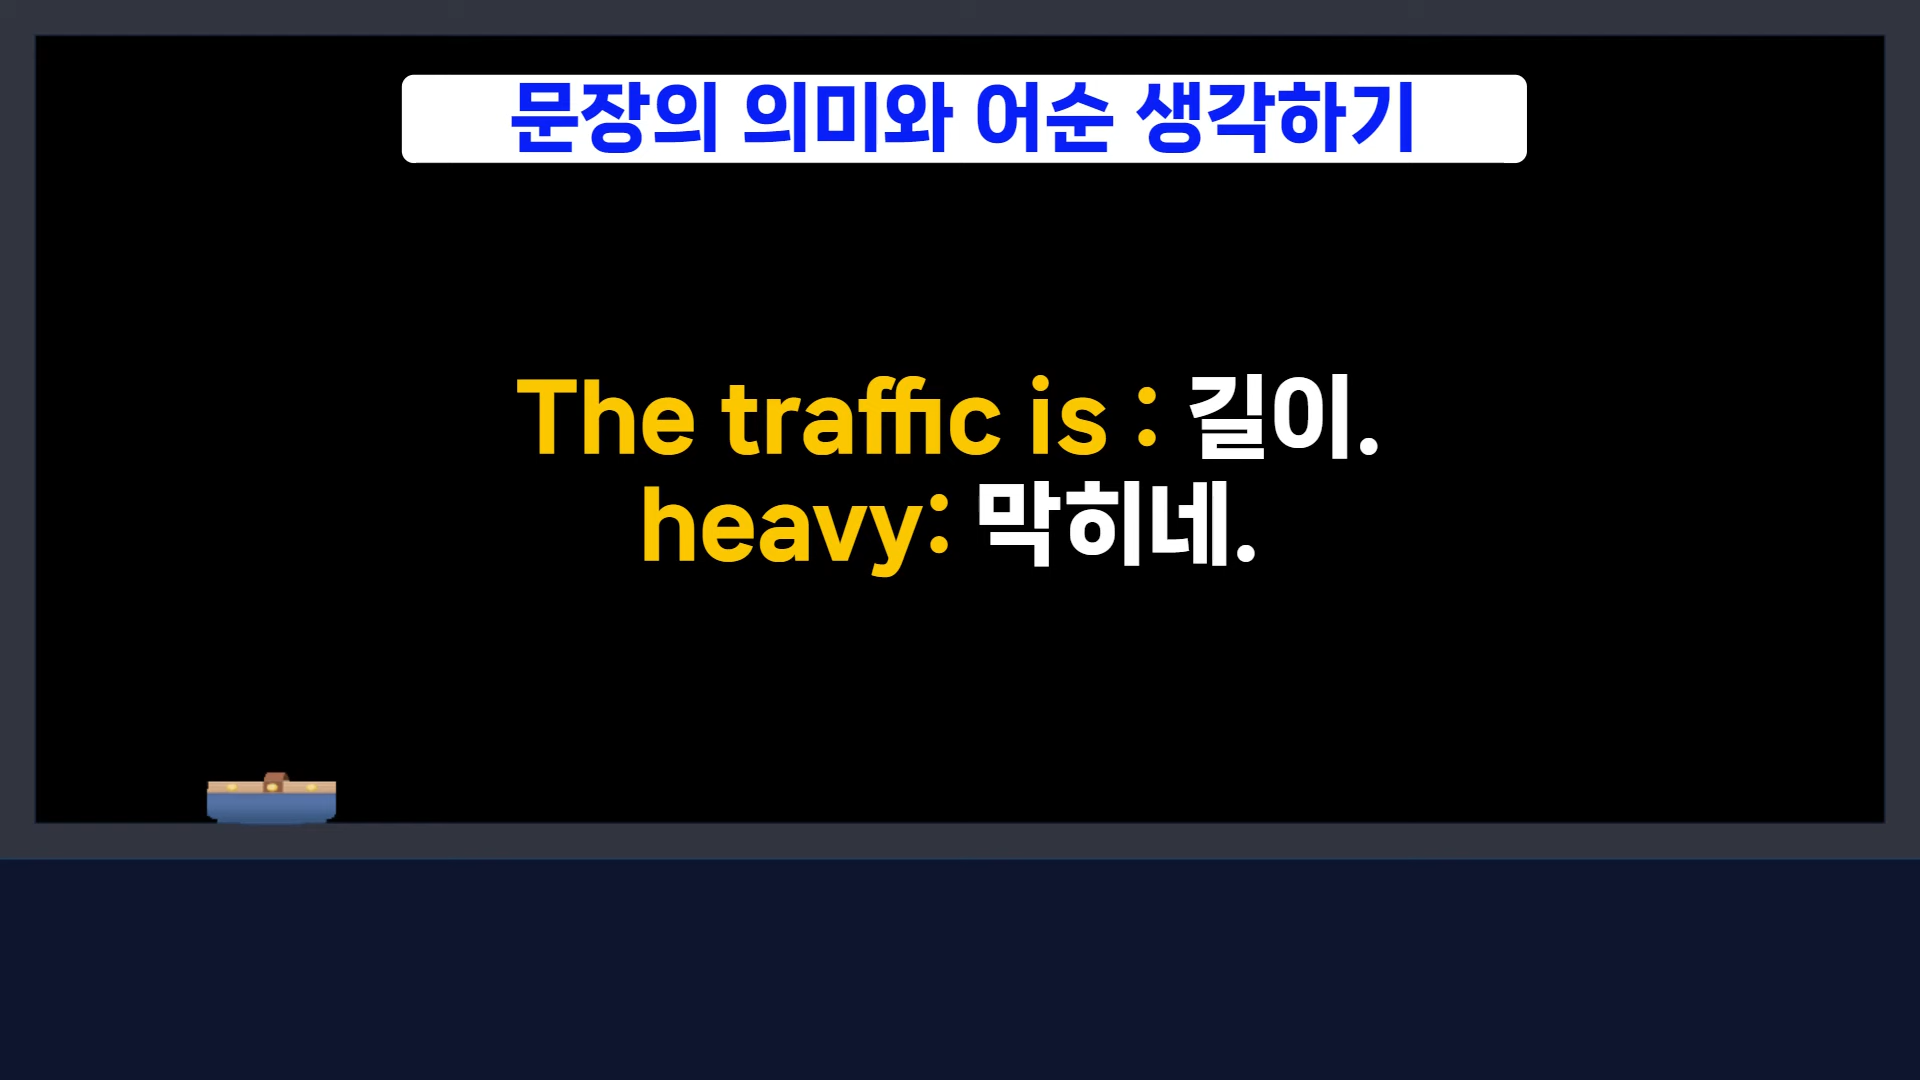 문장의 의미와 어순 생각하기
The traffic is : 길이.
heavy: 막히네.